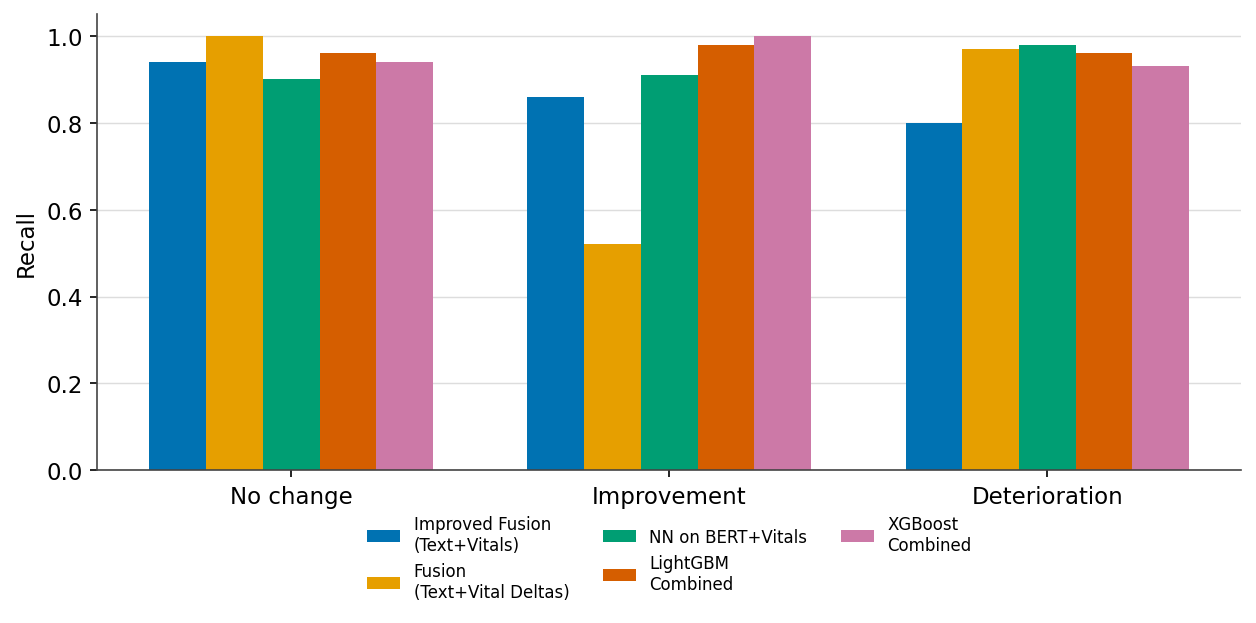 Recall
1.0
0.8
0.6
0.4
0.2
0.0
No change
Improvement
Deterioration
Improved Fusion
(Text+Vitals)
Fusion
(Text+Vital Deltas)
NN on BERT+Vitals
LightGBM
Combined
XGBoost
Combined